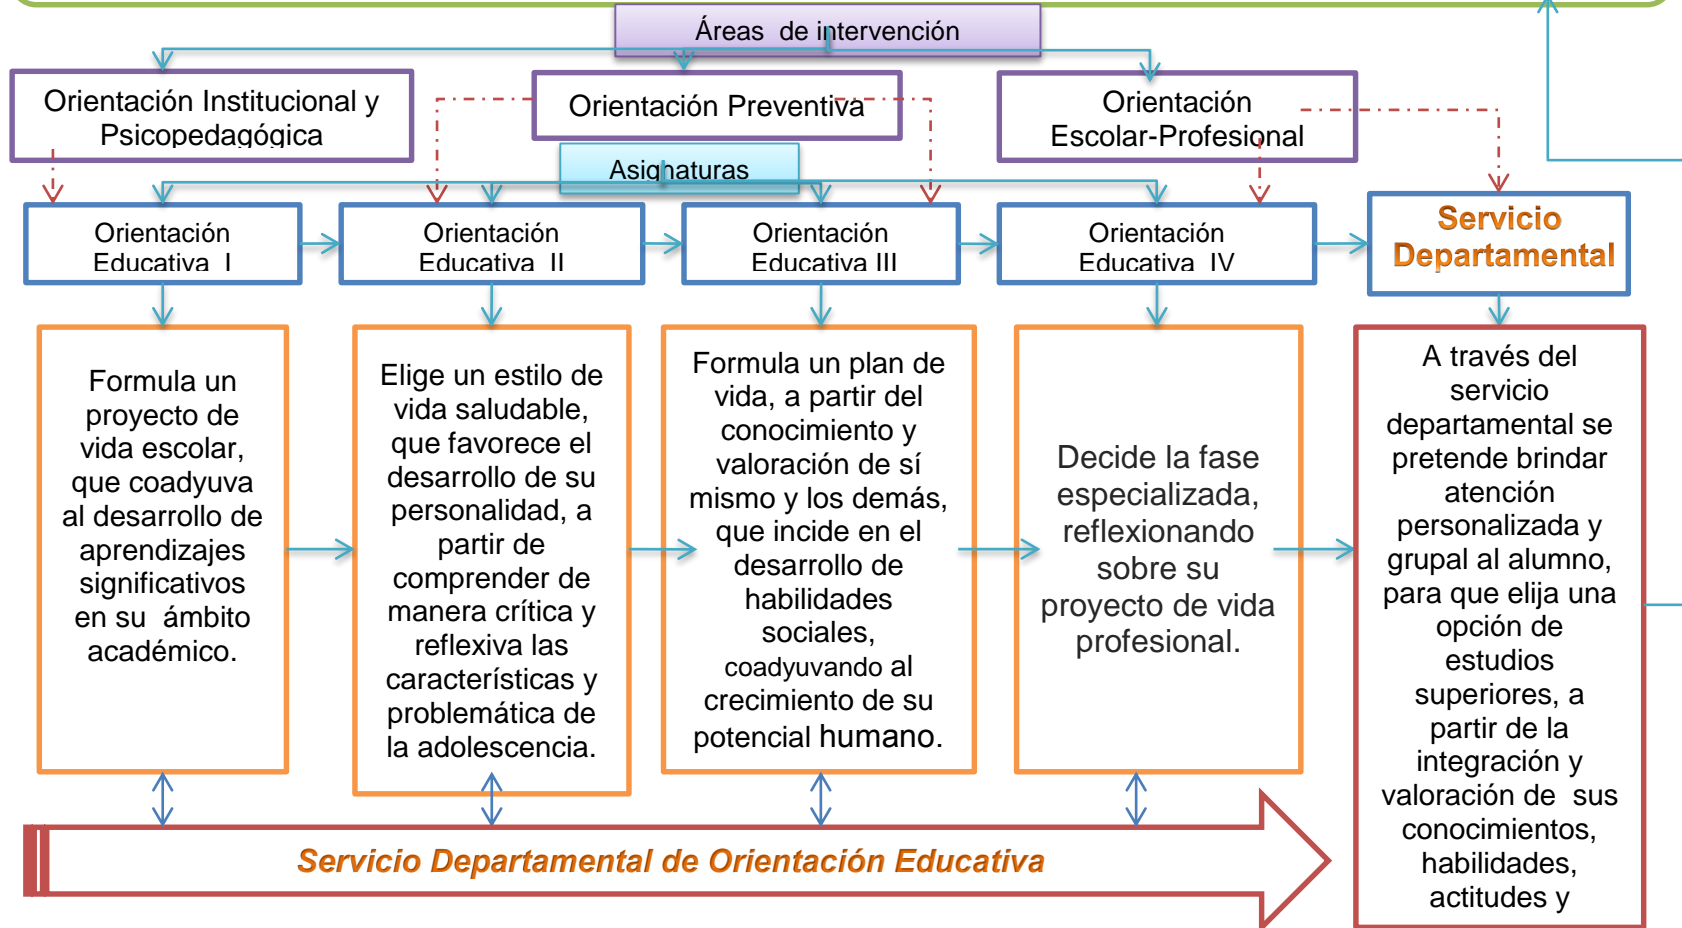 Áreas de intervención
Orientación Institucional y
Psicopedagógica
Orientación Preventiva
Orientación
Escolar-Profesional
Asignaturas
Orientación
Educativa I
Orientación
Educativa II
Orientación
Educativa III
Orientación
Educativa IV
Servicio
Departamental
Formula un
proyecto de
vida escolar,
que coadyuva
al desarrollo de
aprendizajes
significativos
en su ámbito
académico.
Elige un estilo de
vida saludable,
que favorece el
desarrollo de su
personalidad, a
partir de
comprender de
manera crítica y
reflexiva las
características y
problemática de
la adolescencia.
Formula un plan de
vida, a partir del
conocimiento y
valoración de sí
mismo y los demás,
que incide en el
desarrollo de
habilidades
sociales,
coadyuvando al
crecimiento de su
potencial humano.
Decide la fase
especializada,
reflexionando
sobre su
proyecto de vida
profesional.
A través del
servicio
departamental se
pretende brindar
atención
personalizada y
grupal al alumno,
para que elija una
opción de
estudios
superiores, a
partir de la
integración y
valoración de sus
conocimientos,
habilidades,
actitudes y
Servicio Departamental de Orientación Educativa